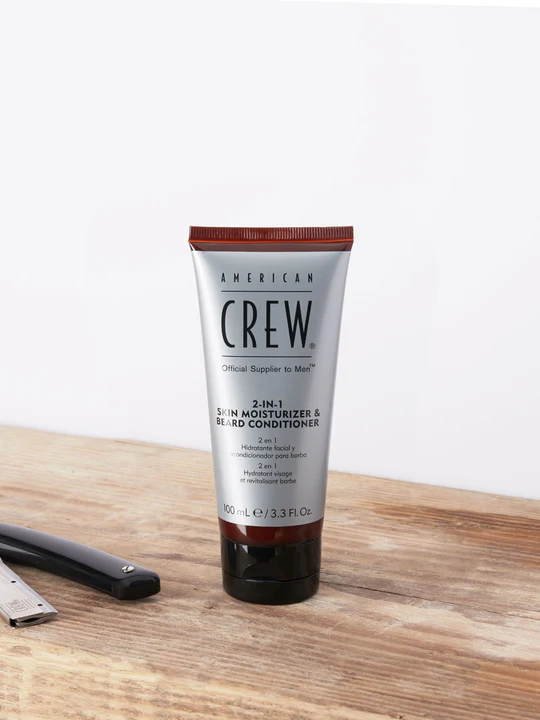 AMERICAN
CREW®
Official Supplier to Men™
2-IN-1
SKIN MOISTURIZER &
BEARD CONDITIONER
2 en 1
Hidratante facial y
acondicionador para barba
2 en 1
Hydratant visage
et revitalisant barbe
100 mL ℮ / 3.3 Fl. Oz.